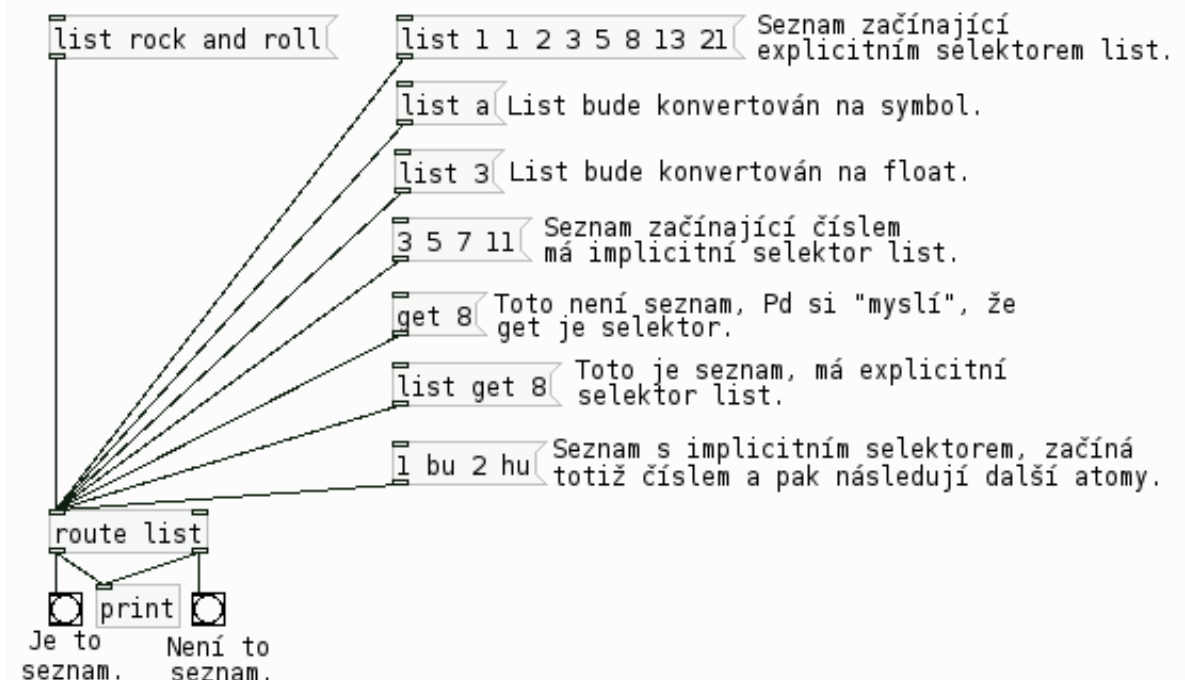 list rock and roll
list 1 1 2 3 5 8 13 21
Seznam začínající
explicitním selektorem list.
list a
List bude konvertován na symbol.
list 3
List bude konvertován na float.
3 5 7 11
Seznam začínající číslem
má implicitní selektor list.
get 8
Toto není seznam, Pd si "myslí", že
get je selektor.
list get 8
Toto je seznam, má explicitní
selektor list.
1 bu 2 hu
Seznam s implicitním selektorem, začíná
totiž číslem a pak následují další atomy.
route list
print
Je to
seznam.
Není to
seznam.